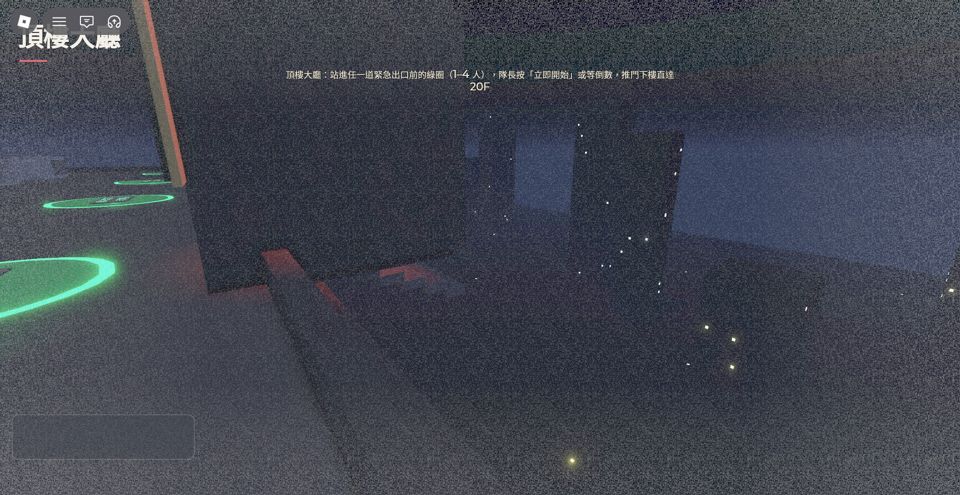 頂樓大廳
頂樓大廳：站進任一道緊急出口前的綠圈（1–4 人），隊長按「立即開始」或等倒數，推門下樓直達
20F